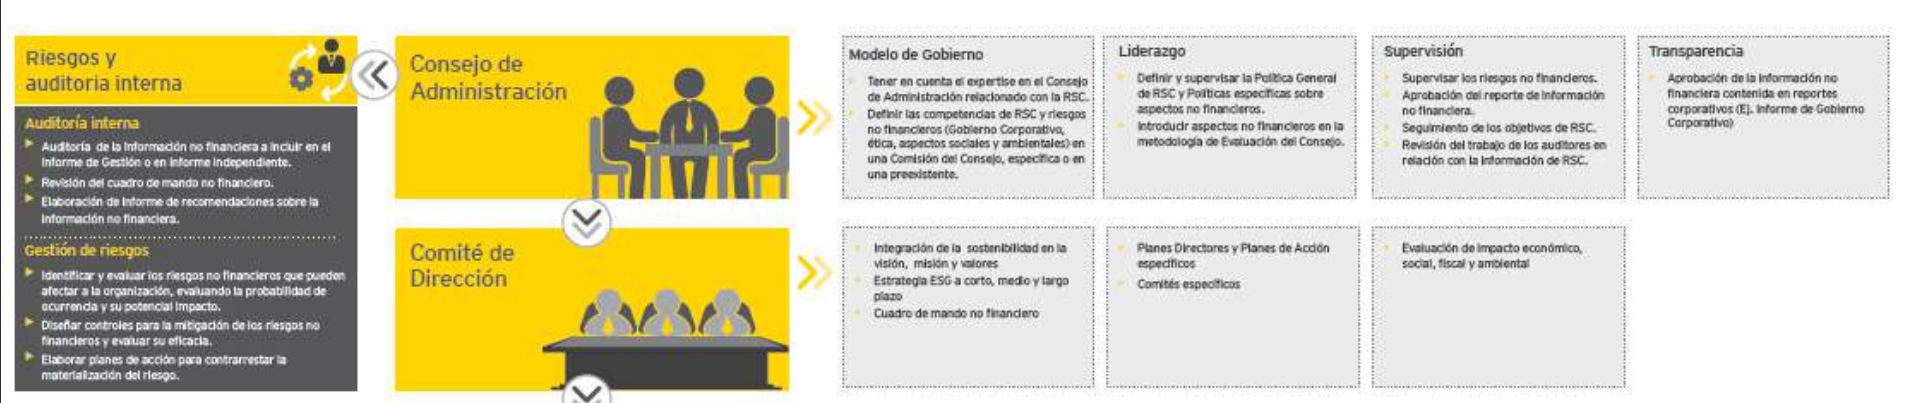 Riesgos y
auditoria interna
Auditoría interna
Auditoría de la información no financiera a incluir en el
Informe de Gestión o en informe independiente.
Revisión del cuadro de mando no financiero.
Elaboración de informe de recomendaciones sobre la
información no financiera.
Gestión de riesgos
Identificar y evaluar los riesgos no financieros que pueden
afectar a la organización, evaluando la probabilidad de
ocurrencia y su potencial impacto.
Diseñar controles para la mitigación de los riesgos no
financieros y evaluar su eficacia.
Elaborar planes de acción para contrarrestar la
materialización del riesgo.
Consejo de
Administración
Modelo de Gobierno
Tener en cuenta el expertise en el Consejo
de Administración relacionado con la RSC.
Definir las competencias de RSC y riesgos
no financieros (Gobierno Corporativo,
ética, aspectos sociales y ambientales) en
una Comisión del Consejo, específica o en
una preexistente.
Liderazgo
Definir y supervisar la Política General
de RSC y Políticas específicas sobre
aspectos no financieros.
Introducir aspectos no financieros en la
metodología de Evaluación del Consejo.
Supervisión
Supervisar los riesgos no financieros.
Aprobación del reporte de información
no financiera.
Seguimiento de los objetivos de RSC.
Revisión del trabajo de los auditores en
relación con la información de RSC.
Transparencia
Aprobación de la información no
financiera contenida en reportes
corporativos (Ej. Informe de Gobierno
Corporativo)
Comité de
Dirección
Integración de la sostenibilidad en la
visión, misión y valores
Estrategia ESG a corto, medio y largo
plazo
Cuadro de mando no financiero
Planes Directores y Planes de Acción
específicos
Comités específicos
Evaluación de impacto económico,
social, fiscal y ambiental